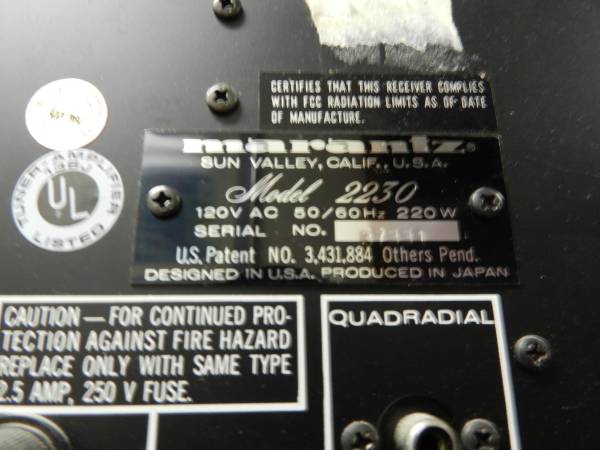 CERTIFIES THAT THIS RECEIVER COMPLIES
WITH FCC RADIATION LIMITS AS OF DATE
OF MANUFACTURE.
marantz®
SUN VALLEY, CALIF., U.S.A.
Model 2230
120V AC 50/60Hz 220W
SERIAL NO.
U.S. Patent NO. 3,431,884 Others Pend.
DESIGNED IN U.S.A. PRODUCED IN JAPAN
TUNER/AMPLIFIER
UL
LISTED
CAUTION — FOR CONTINUED PRO-
TECTION AGAINST FIRE HAZARD
REPLACE ONLY WITH SAME TYPE
2.5 AMP, 250 V FUSE.
QUADRADIAL